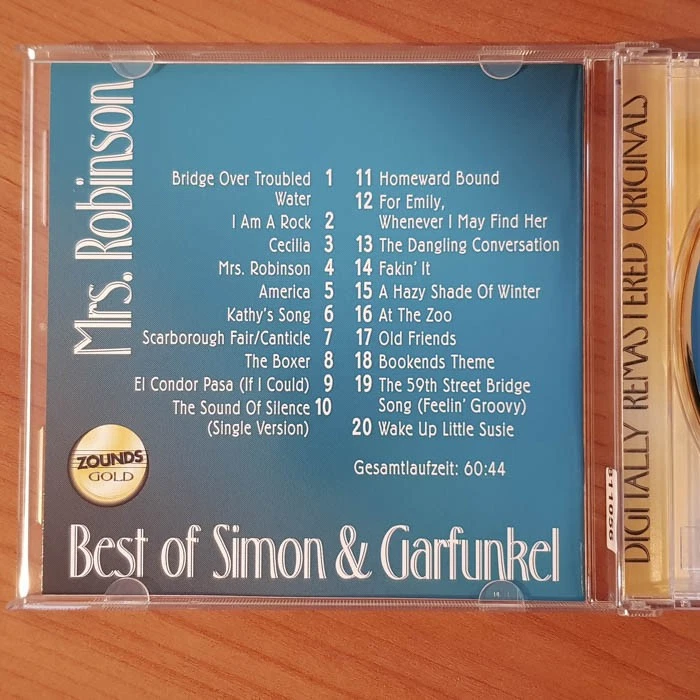 Mrs. Robinson
Bridge Over Troubled 1
Water
I Am A Rock 2
Cecilia 3
Mrs. Robinson 4
America 5
Kathy's Song 6
Scarborough Fair/Canticle 7
The Boxer 8
El Condor Pasa (If I Could) 9
The Sound Of Silence 10
(Single Version)
11 Homeward Bound
12 For Emily,
Whenever I May Find Her
13 The Dangling Conversation
14 Fakin' It
15 A Hazy Shade Of Winter
16 At The Zoo
17 Old Friends
18 Bookends Theme
19 The 59th Street Bridge
Song (Feelin' Groovy)
20 Wake Up Little Susie
Gesamtlaufzeit: 60:44
ZOUNDS
GOLD
Best of Simon & Garfunkel
DIGITALLY REMASTERED ORIGINALS